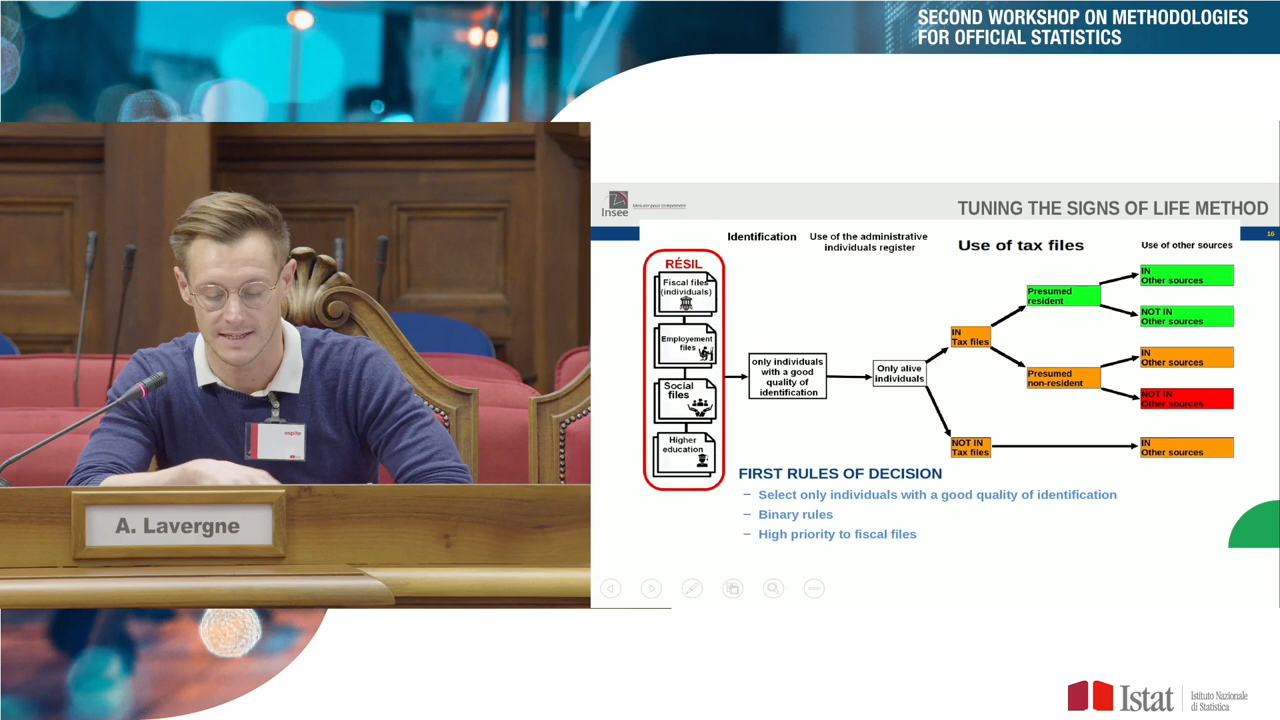 SECOND WORKSHOP ON METHODOLOGIES
FOR OFFICIAL STATISTICS
A. Lavergne
ospite
Insee
Mesurer pour comprendre
TUNING THE SIGNS OF LIFE METHOD
16
Identification
Use of the administrative
individuals register
Use of tax files
Use of other sources
RÉSIL
Fiscal files
(individuals)
Employement
files
Social
files
Higher
education
only individuals
with a good
quality of
identification
Only alive
individuals
IN
Tax files
NOT IN
Tax files
Presumed
resident
Presumed
non-resident
IN
Other sources
NOT IN
Other sources
IN
Other sources
NOT IN
Other sources
IN
Other sources
FIRST RULES OF DECISION
– Select only individuals with a good quality of identification
– Binary rules
– High priority to fiscal files
Istat
Istituto Nazionale
di Statistica